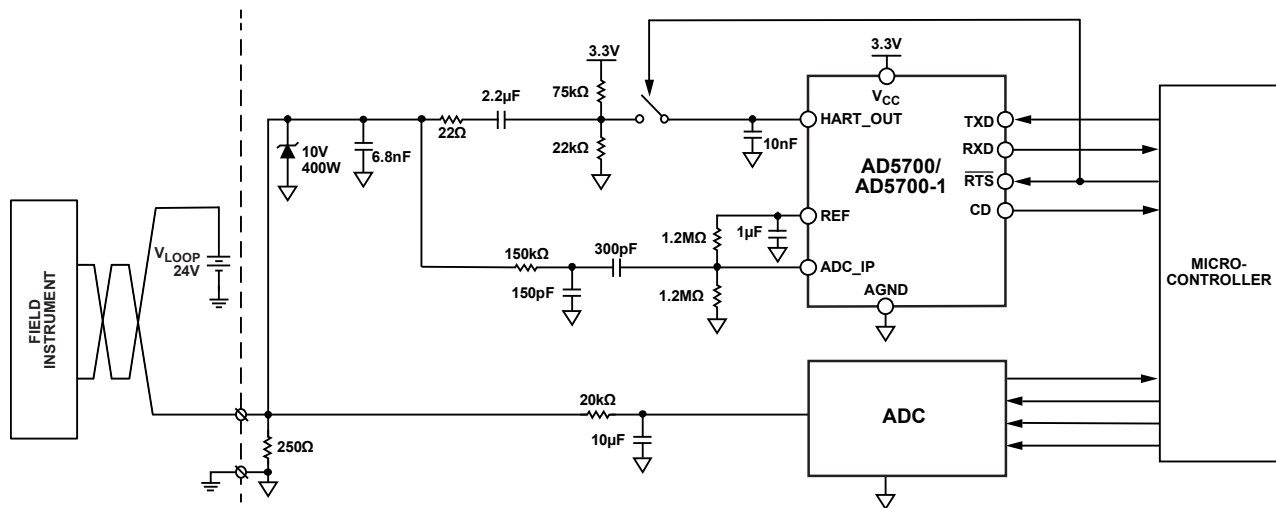 3.3V
3.3V
75kΩ
2.2µF
22Ω
22kΩ
10V
400W
6.8nF
10nF
VCC
HART_OUT
TXD
RXD
RTS
CD
AD5700/
AD5700-1
REF
ADC_IP
AGND
1µF
1.2MΩ
1.2MΩ
150kΩ
300pF
150pF
VLOOP
24V
FIELD
INSTRUMENT
MICRO-
CONTROLLER
20kΩ
10µF
250Ω
ADC